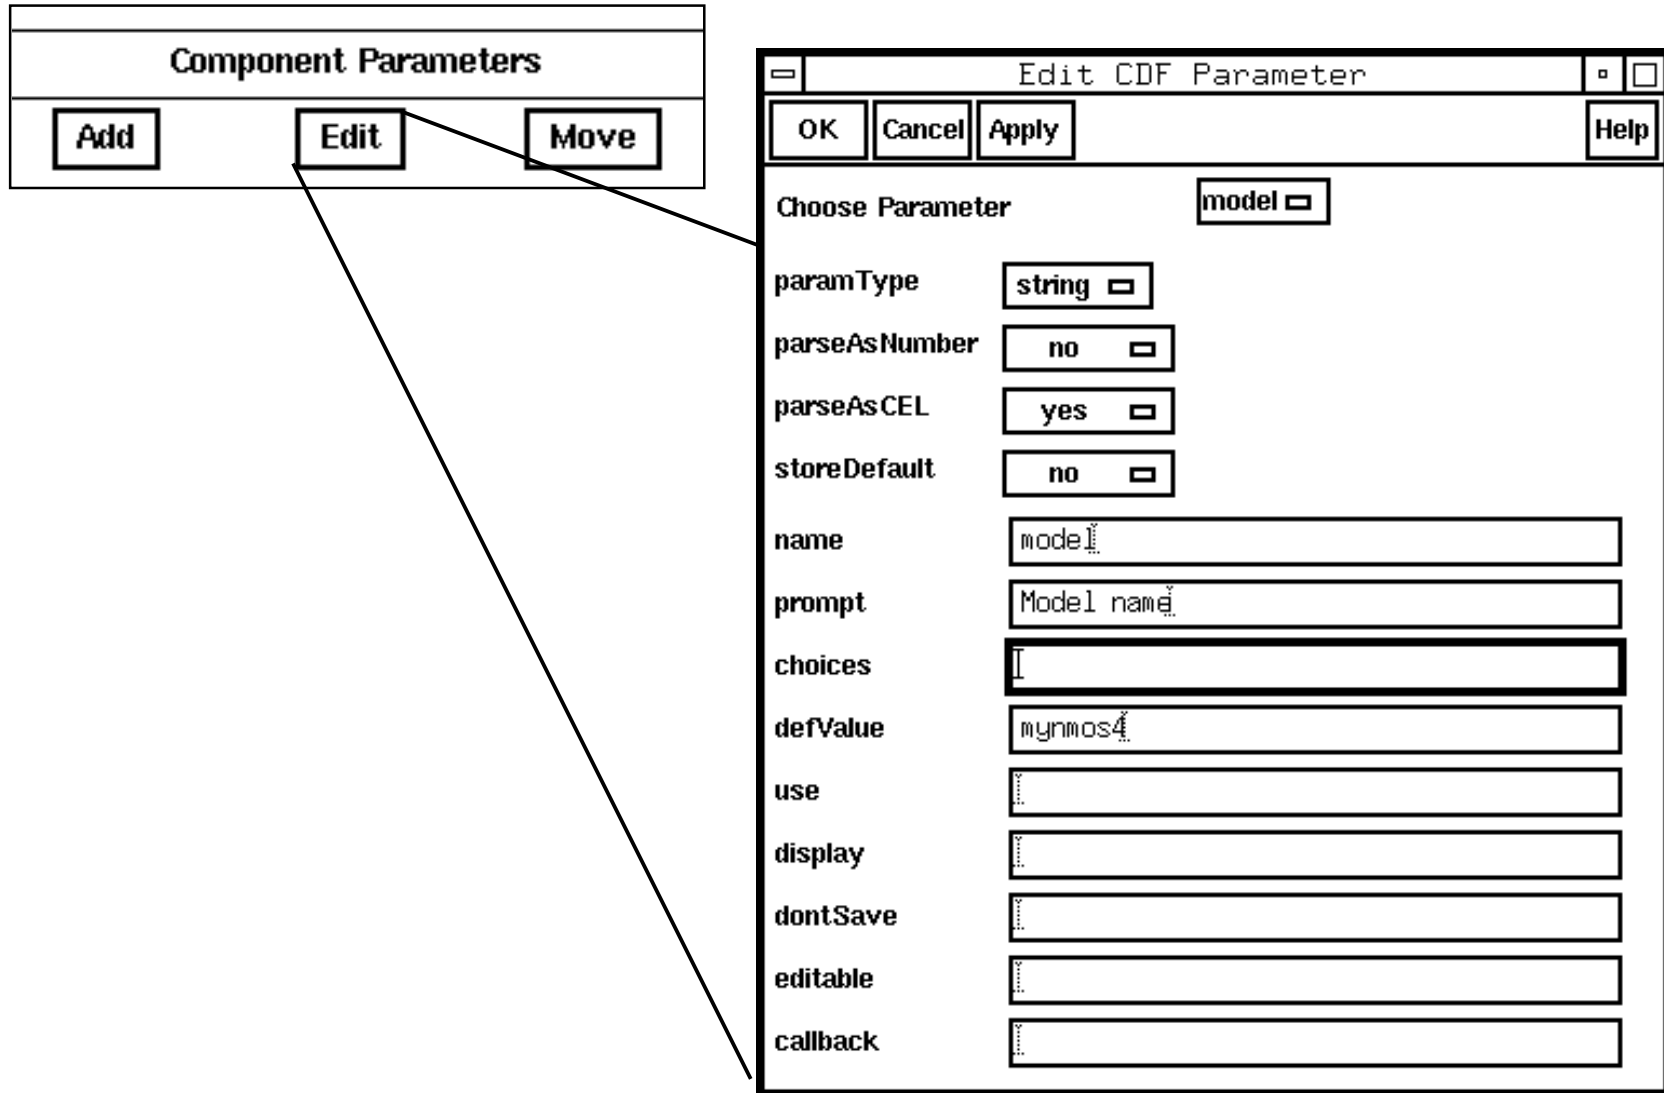 Component Parameters
Add Edit Move
Edit CDF Parameter
OK Cancel Apply Help
Choose Parameter model
paramType string
parseAsNumber no
parseAsCEL yes
storeDefault no
name model
prompt Model name
choices
defValue mynmos4
use
display
dontSave
editable
callback